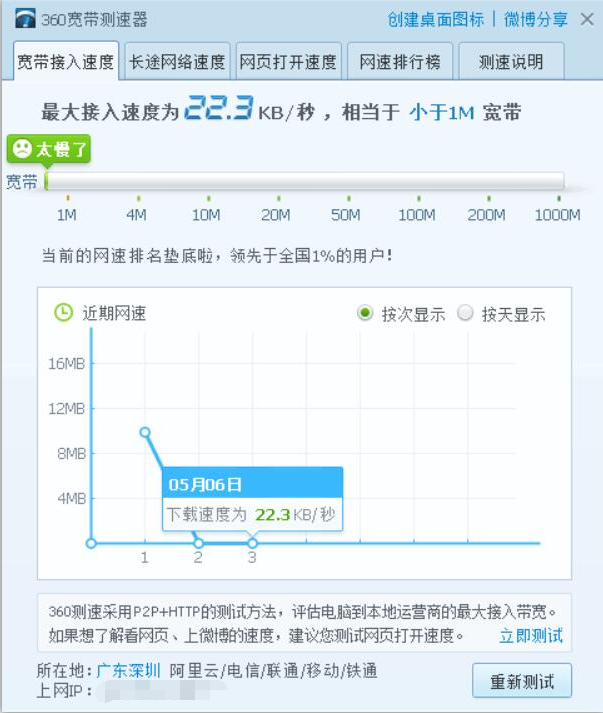 360宽带测速器 创建桌面图标 | 微博分享
宽带接入速度 长途网络速度 网页打开速度 网速排行榜 测速说明
最大接入速度为22.3KB/秒，相当于 小于1M 宽带
太慢了
宽带
1M 4M 10M 20M 50M 100M 200M 1000M
当前的网速排名垫底啦，领先于全国1%的用户！
近期网速 按次显示 按天显示
16MB
12MB
8MB
4MB
05月06日
下载速度为 22.3KB/秒
1 2 3
360测速采用P2P+HTTP的测试方法，评估电脑到本地运营商的最大接入带宽。
如果想了解看网页、上微博的速度，建议您测试网页打开速度。 立即测试
所在地：广东深圳 阿里云/电信/联通/移动/铁通
上网IP：
重新测试